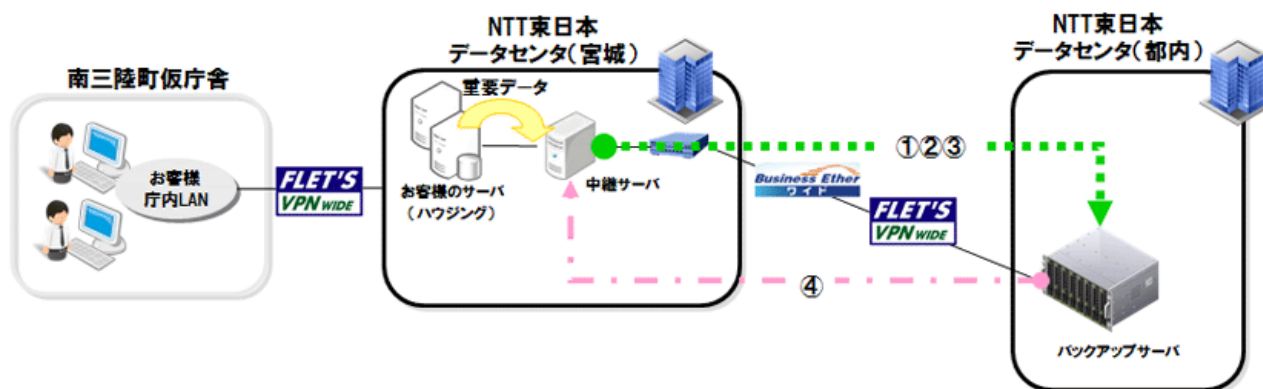 南三陸町仮庁舎
お客様
庁内LAN
FLET'S
VPN WIDE
NTT東日本
データセンタ(宮城)
重要データ
お客様のサーバ
(ハウジング)
中継サーバ
①②③
Business Ether
ワイド
FLET'S
VPN WIDE
④
NTT東日本
データセンタ(都内)
バックアップサーバ